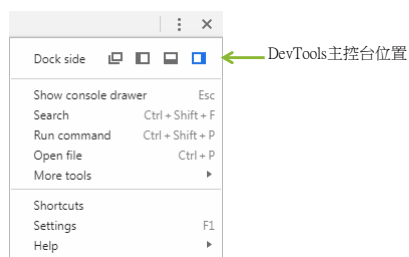 Dock side
DevTools主控台位置
Show console drawer Esc
Search Ctrl + Shift + F
Run command Ctrl + Shift + P
Open file Ctrl + P
More tools
Shortcuts
Settings F1
Help